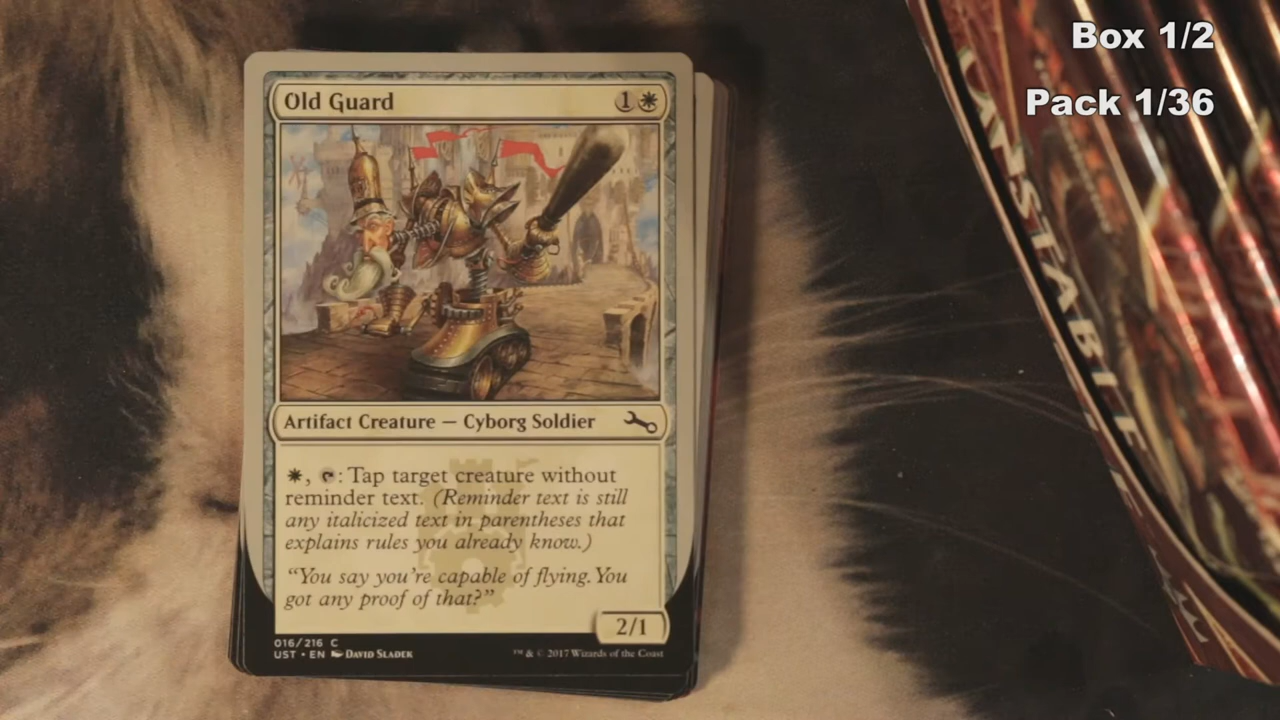 Box 1/2
Pack 1/36
Old Guard 1
UNSTABLE
Artifact Creature — Cyborg Soldier
, : Tap target creature without
reminder text. (Reminder text is still
any italicized text in parentheses that
explains rules you already know.)
“You say you’re capable of flying. You
got any proof of that?”
2/1
016/216 C
UST • EN David Sladek
™ & © 2017 Wizards of the Coast